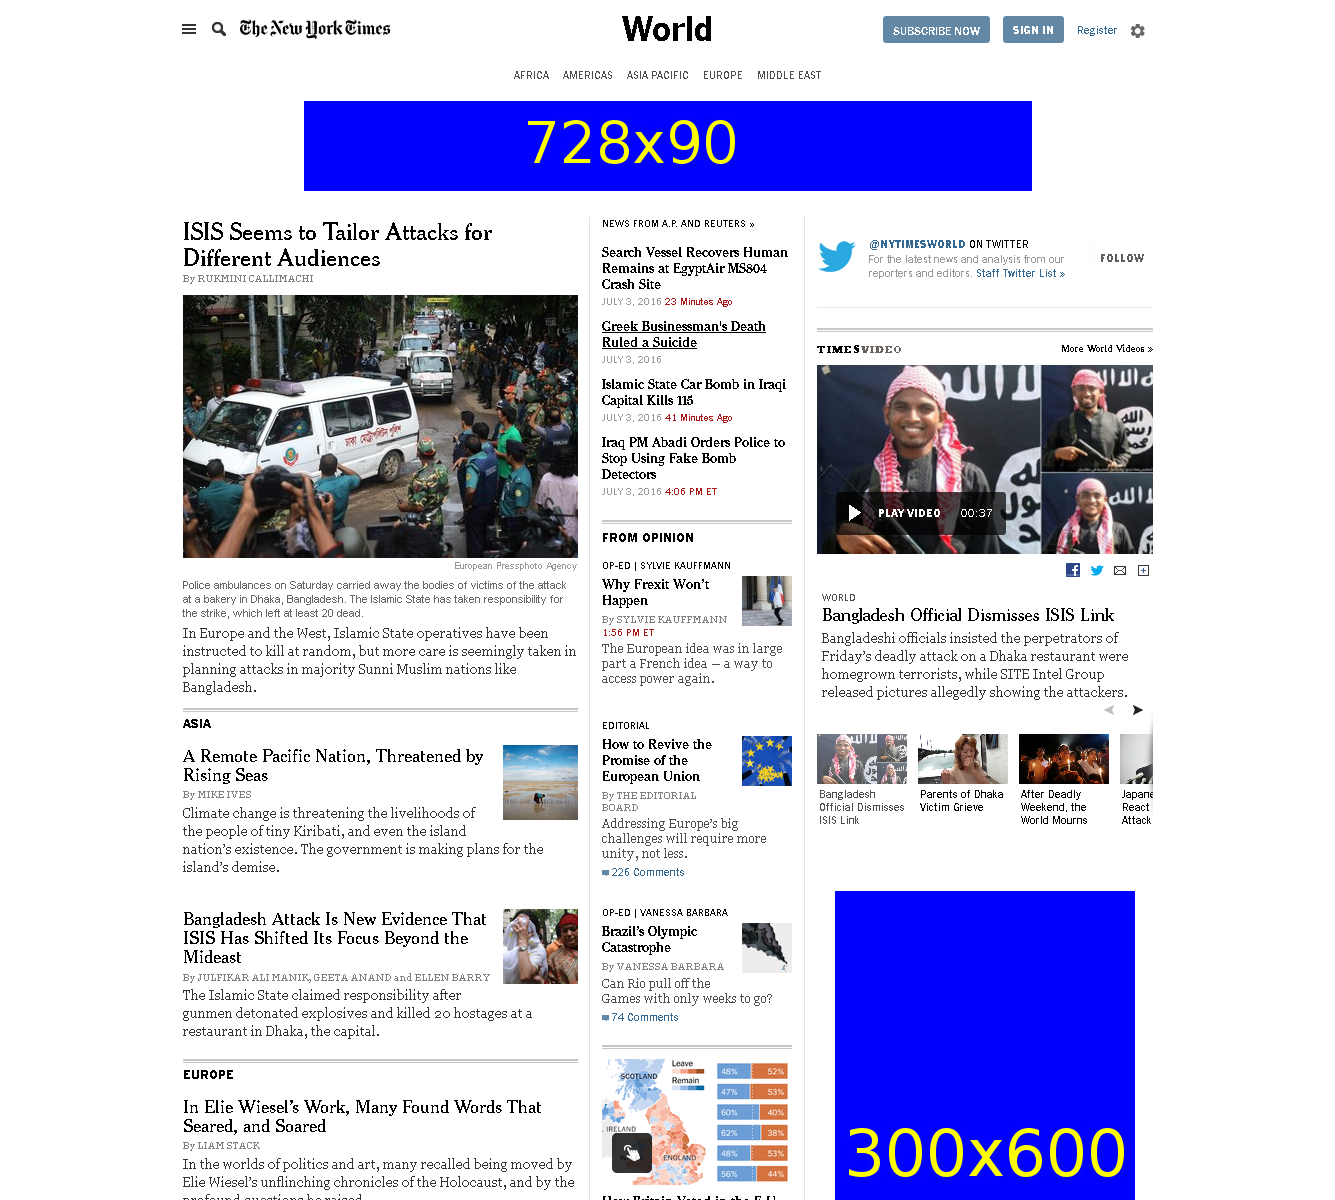 The New York Times
World
SUBSCRIBE NOW
SIGN IN
Register
AFRICA AMERICAS ASIA PACIFIC EUROPE MIDDLE EAST
728x90
ISIS Seems to Tailor Attacks for
Different Audiences
By RUKMINI CALLIMACHI
European Pressphoto Agency
Police ambulances on Saturday carried away the bodies of victims of the attack
at a bakery in Dhaka, Bangladesh. The Islamic State has taken responsibility for
the strike, which left at least 20 dead.
In Europe and the West, Islamic State operatives have been
instructed to kill at random, but more care is seemingly taken in
planning attacks in majority Sunni Muslim nations like
Bangladesh.
ASIA
A Remote Pacific Nation, Threatened by
Rising Seas
By MIKE IVES
Climate change is threatening the livelihoods of
the people of tiny Kiribati, and even the island
nation's existence. The government is making plans for the
island's demise.
Bangladesh Attack Is New Evidence That
ISIS Has Shifted Its Focus Beyond the
Mideast
By JULFIKAR ALI MANIK, GEETA ANAND and ELLEN BARRY
The Islamic State claimed responsibility after
gunmen detonated explosives and killed 20 hostages at a
restaurant in Dhaka, the capital.
EUROPE
In Elie Wiesel's Work, Many Found Words That
Seared, and Soared
By LIAM STACK
In the worlds of politics and art, many recalled being moved by
Elie Wiesel's unflinching chronicles of the Holocaust, and by the
profound questions he raised.
NEWS FROM A.P. AND REUTERS »
Search Vessel Recovers Human
Remains at EgyptAir MS804
Crash Site
JULY 3, 2016 23 Minutes Ago
Greek Businessman's Death
Ruled a Suicide
JULY 3, 2016
Islamic State Car Bomb in Iraqi
Capital Kills 115
JULY 3, 2016 41 Minutes Ago
Iraq PM Abadi Orders Police to
Stop Using Fake Bomb
Detectors
JULY 3, 2016 4:06 PM ET
FROM OPINION
OP-ED | SYLVIE KAUFFMANN
Why Frexit Won't
Happen
By SYLVIE KAUFFMANN
1:56 PM ET
The European idea was in large
part a French idea — a way to
access power again.
EDITORIAL
How to Revive the
Promise of the
European Union
By THE EDITORIAL
BOARD
Addressing Europe's big
challenges will require more
unity, not less.
226 Comments
OP-ED | VANESSA BARBARA
Brazil's Olympic
Catastrophe
By VANESSA BARBARA
Can Rio pull off the
Games with only weeks to go?
74 Comments
SCOTLAND
Leave
Remain
IRELAND
ENGLAND
48% 52%
47% 53%
60% 40%
62% 38%
48% 53%
56% 44%
How Britain Voted in the E.U.
@NYTIMESWORLD ON TWITTER
For the latest news and analysis from our
reporters and editors. Staff Twitter List »
FOLLOW
TIMESVIDEO
More World Videos »
PLAY VIDEO 00:37
WORLD
Bangladesh Official Dismisses ISIS Link
Bangladeshi officials insisted the perpetrators of
Friday's deadly attack on a Dhaka restaurant were
homegrown terrorists, while SITE Intel Group
released pictures allegedly showing the attackers.
Bangladesh
Official Dismisses
ISIS Link
Parents of Dhaka
Victim Grieve
After Deadly
Weekend, the
World Mourns
Japane
React
Attack
300x600